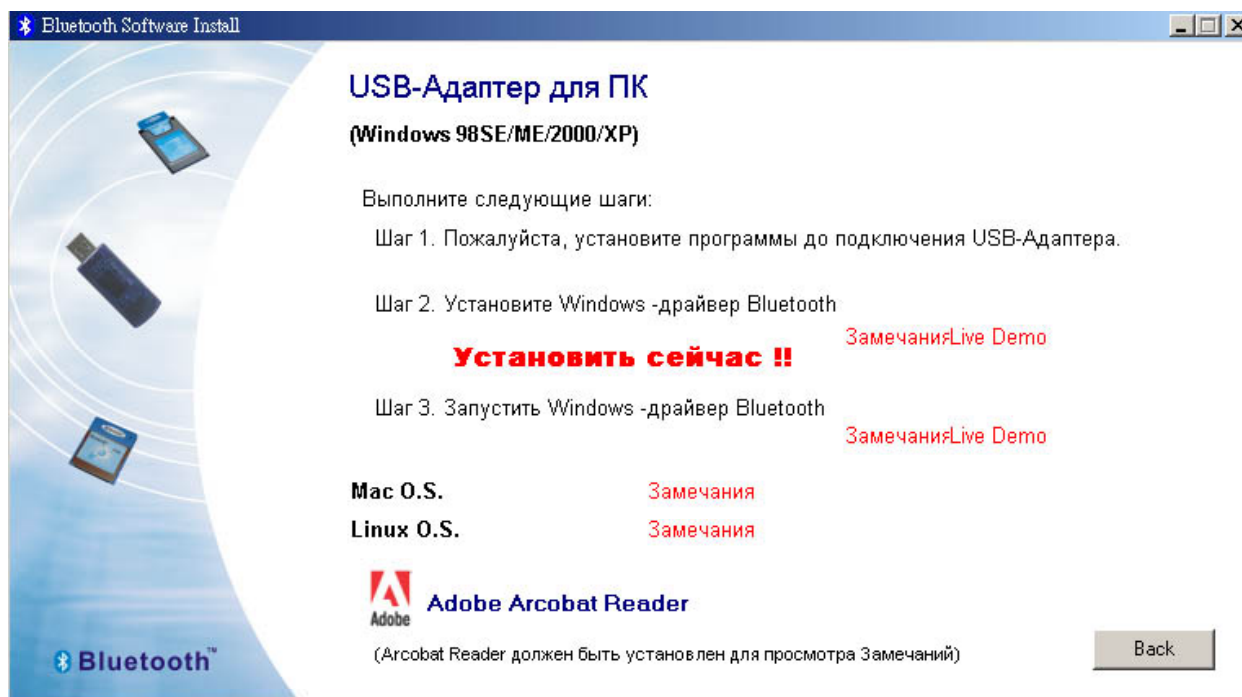 Bluetooth Software Install
USB-Адаптер для ПК
(Windows 98SE/ME/2000/XP)
Выполните следующие шаги:
Шаг 1. Пожалуйста, установите программы до подключения USB-Адаптера.
Шаг 2. Установите Windows -драйвер Bluetooth
ЗамечанияLive Demo
Установить сейчас !!
Шаг 3. Запустить Windows -драйвер Bluetooth
ЗамечанияLive Demo
Mac O.S. Замечания
Linux O.S. Замечания
Adobe
Adobe Arcobat Reader
(Arcobat Reader должен быть установлен для просмотра Замечаний)
Back
Bluetooth™